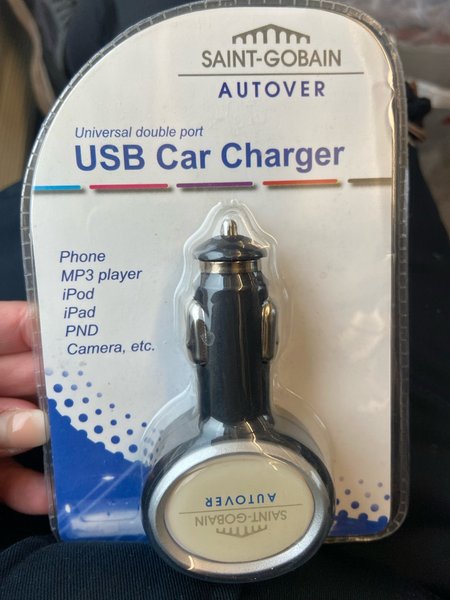 SAINT-GOBAIN
AUTOVER
Universal double port
USB Car Charger
Phone
MP3 player
iPod
iPad
PND
Camera, etc.
SAINT-GOBAIN
AUTOVER